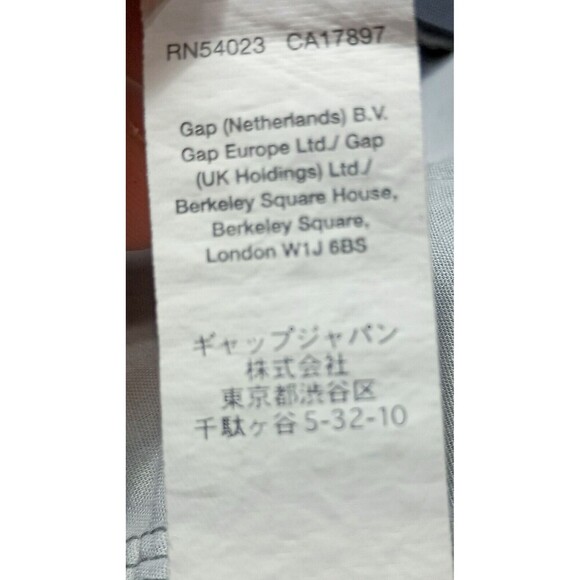 RN54023 CA17897
Gap (Netherlands) B.V.
Gap Europe Ltd./ Gap
(UK Holdings) Ltd./
Berkeley Square House,
Berkeley Square,
London W1J 6BS
ギャップジャパン
株式会社
東京都渋谷区
千駄ヶ谷 5-32-10